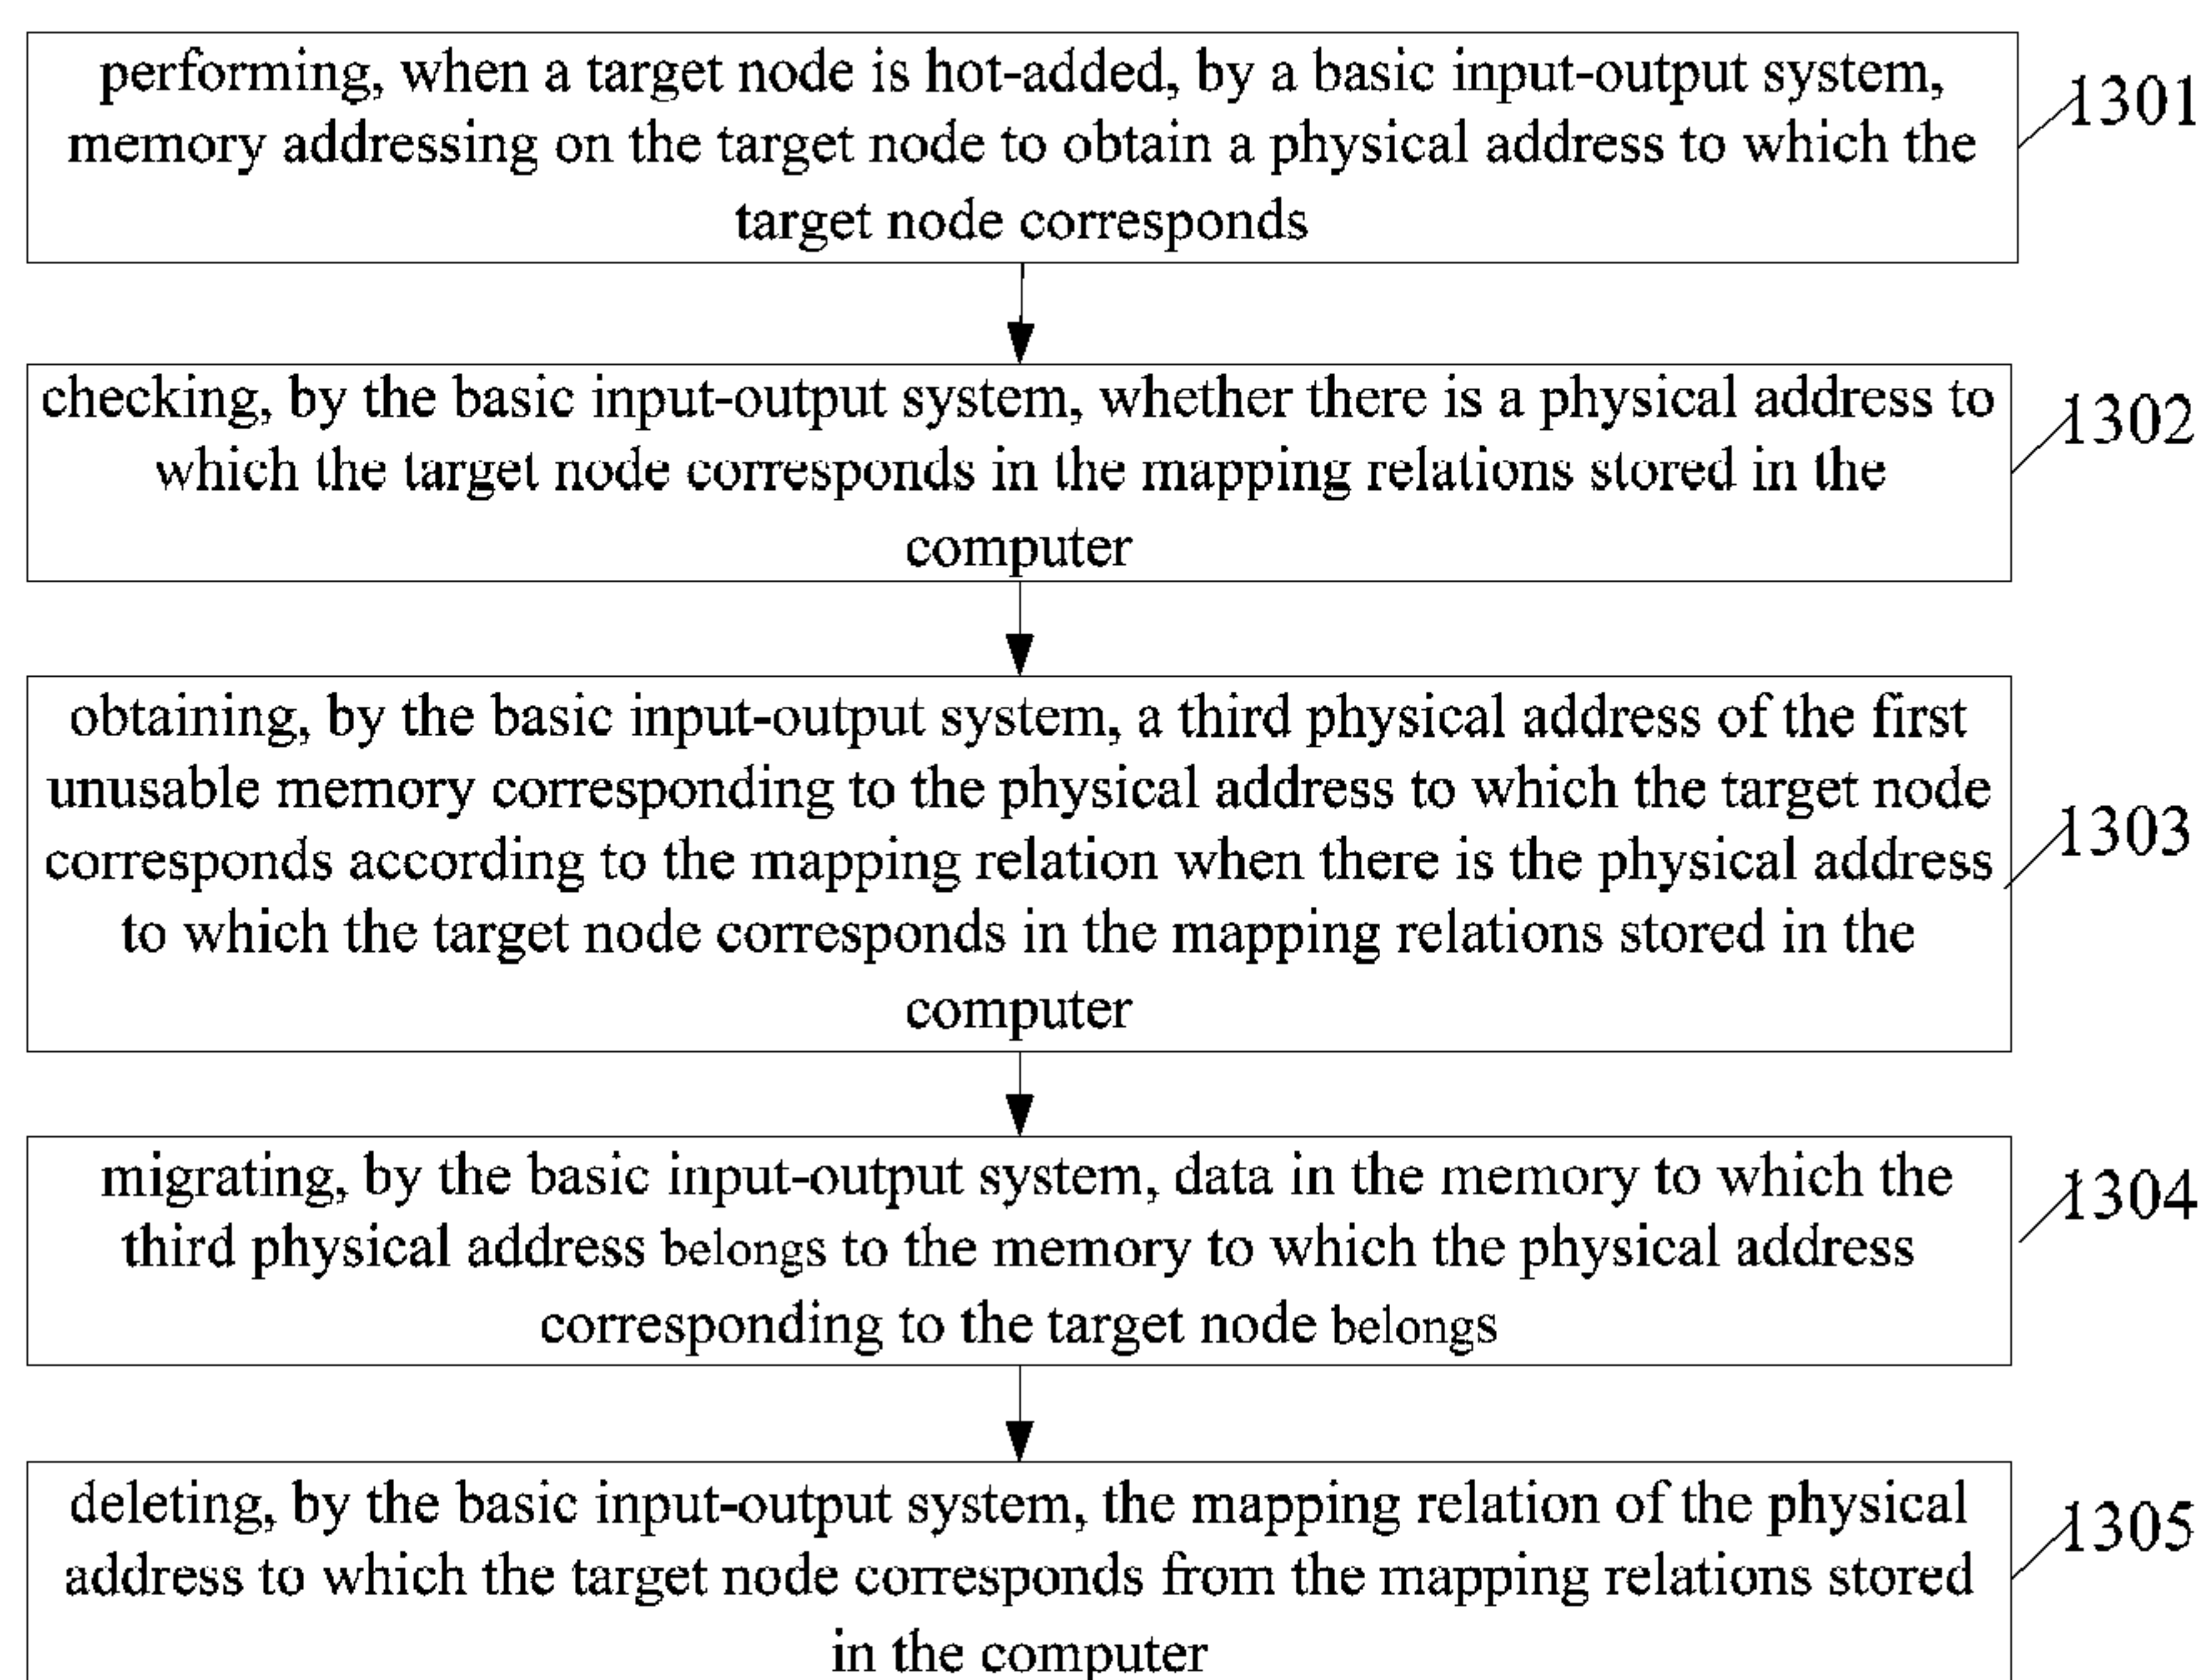 performing, when a target node is hot-added, by a basic input-output system,
memory addressing on the target node to obtain a physical address to which the
target node corresponds
1301
checking, by the basic input-output system, whether there is a physical address to
which the target node corresponds in the mapping relations stored in the
computer
1302
obtaining, by the basic input-output system, a third physical address of the first
unusable memory corresponding to the physical address to which the target node
corresponds according to the mapping relation when there is the physical address
to which the target node corresponds in the mapping relations stored in the
computer
1303
migrating, by the basic input-output system, data in the memory to which the
third physical address belongs to the memory to which the physical address
corresponding to the target node belongs
1304
deleting, by the basic input-output system, the mapping relation of the physical
address to which the target node corresponds from the mapping relations stored
in the computer
1305